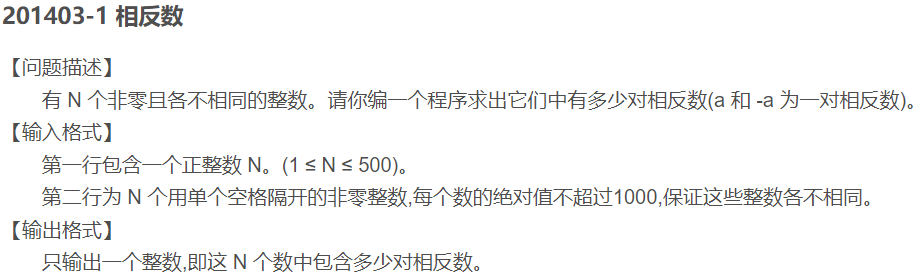 201403-1 相反数
【问题描述】
有 N 个非零且各不相同的整数。请你编一个程序求出它们中有多少对相反数(a 和 -a 为一对相反数)。
【输入格式】
第一行包含一个正整数 N。(1 ≤ N ≤ 500)。
第二行为 N 个用单个空格隔开的非零整数,每个数的绝对值不超过1000,保证这些整数各不相同。
【输出格式】
只输出一个整数,即这 N 个数中包含多少对相反数。